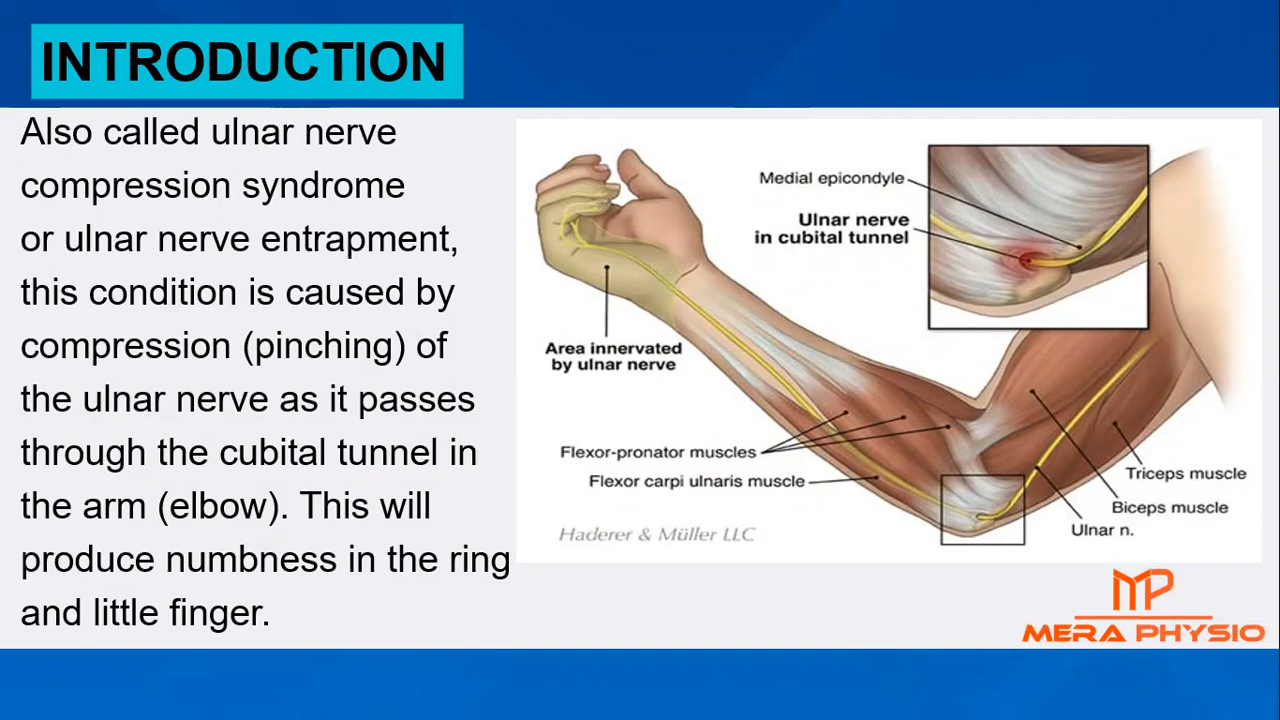 INTRODUCTION
Also called ulnar nerve
compression syndrome
or ulnar nerve entrapment,
this condition is caused by
compression (pinching) of
the ulnar nerve as it passes
through the cubital tunnel in
the arm (elbow). This will
produce numbness in the ring
and little finger.
Medial epicondyle
Ulnar nerve
in cubital tunnel
Area innervated
by ulnar nerve
Flexor-pronator muscles
Flexor carpi ulnaris muscle
Triceps muscle
Biceps muscle
Ulnar n.
Haderer & Müller LLC
MP
MERA PHYSIO